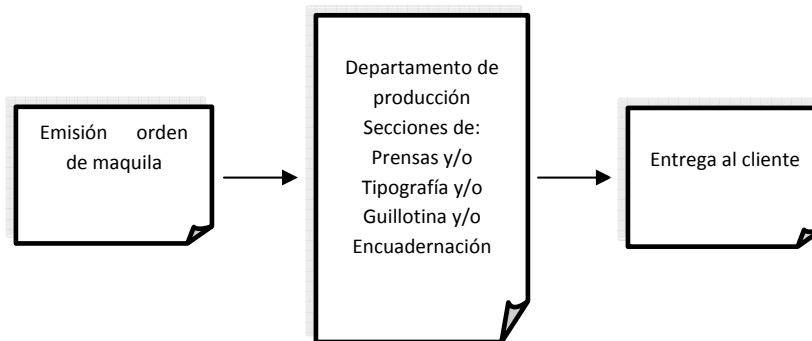 Emisión orden
de maquila
Departamento de
producción
Secciones de:
Prensas y/o
Tipografía y/o
Guillotina y/o
Encuadernación
Entrega al cliente